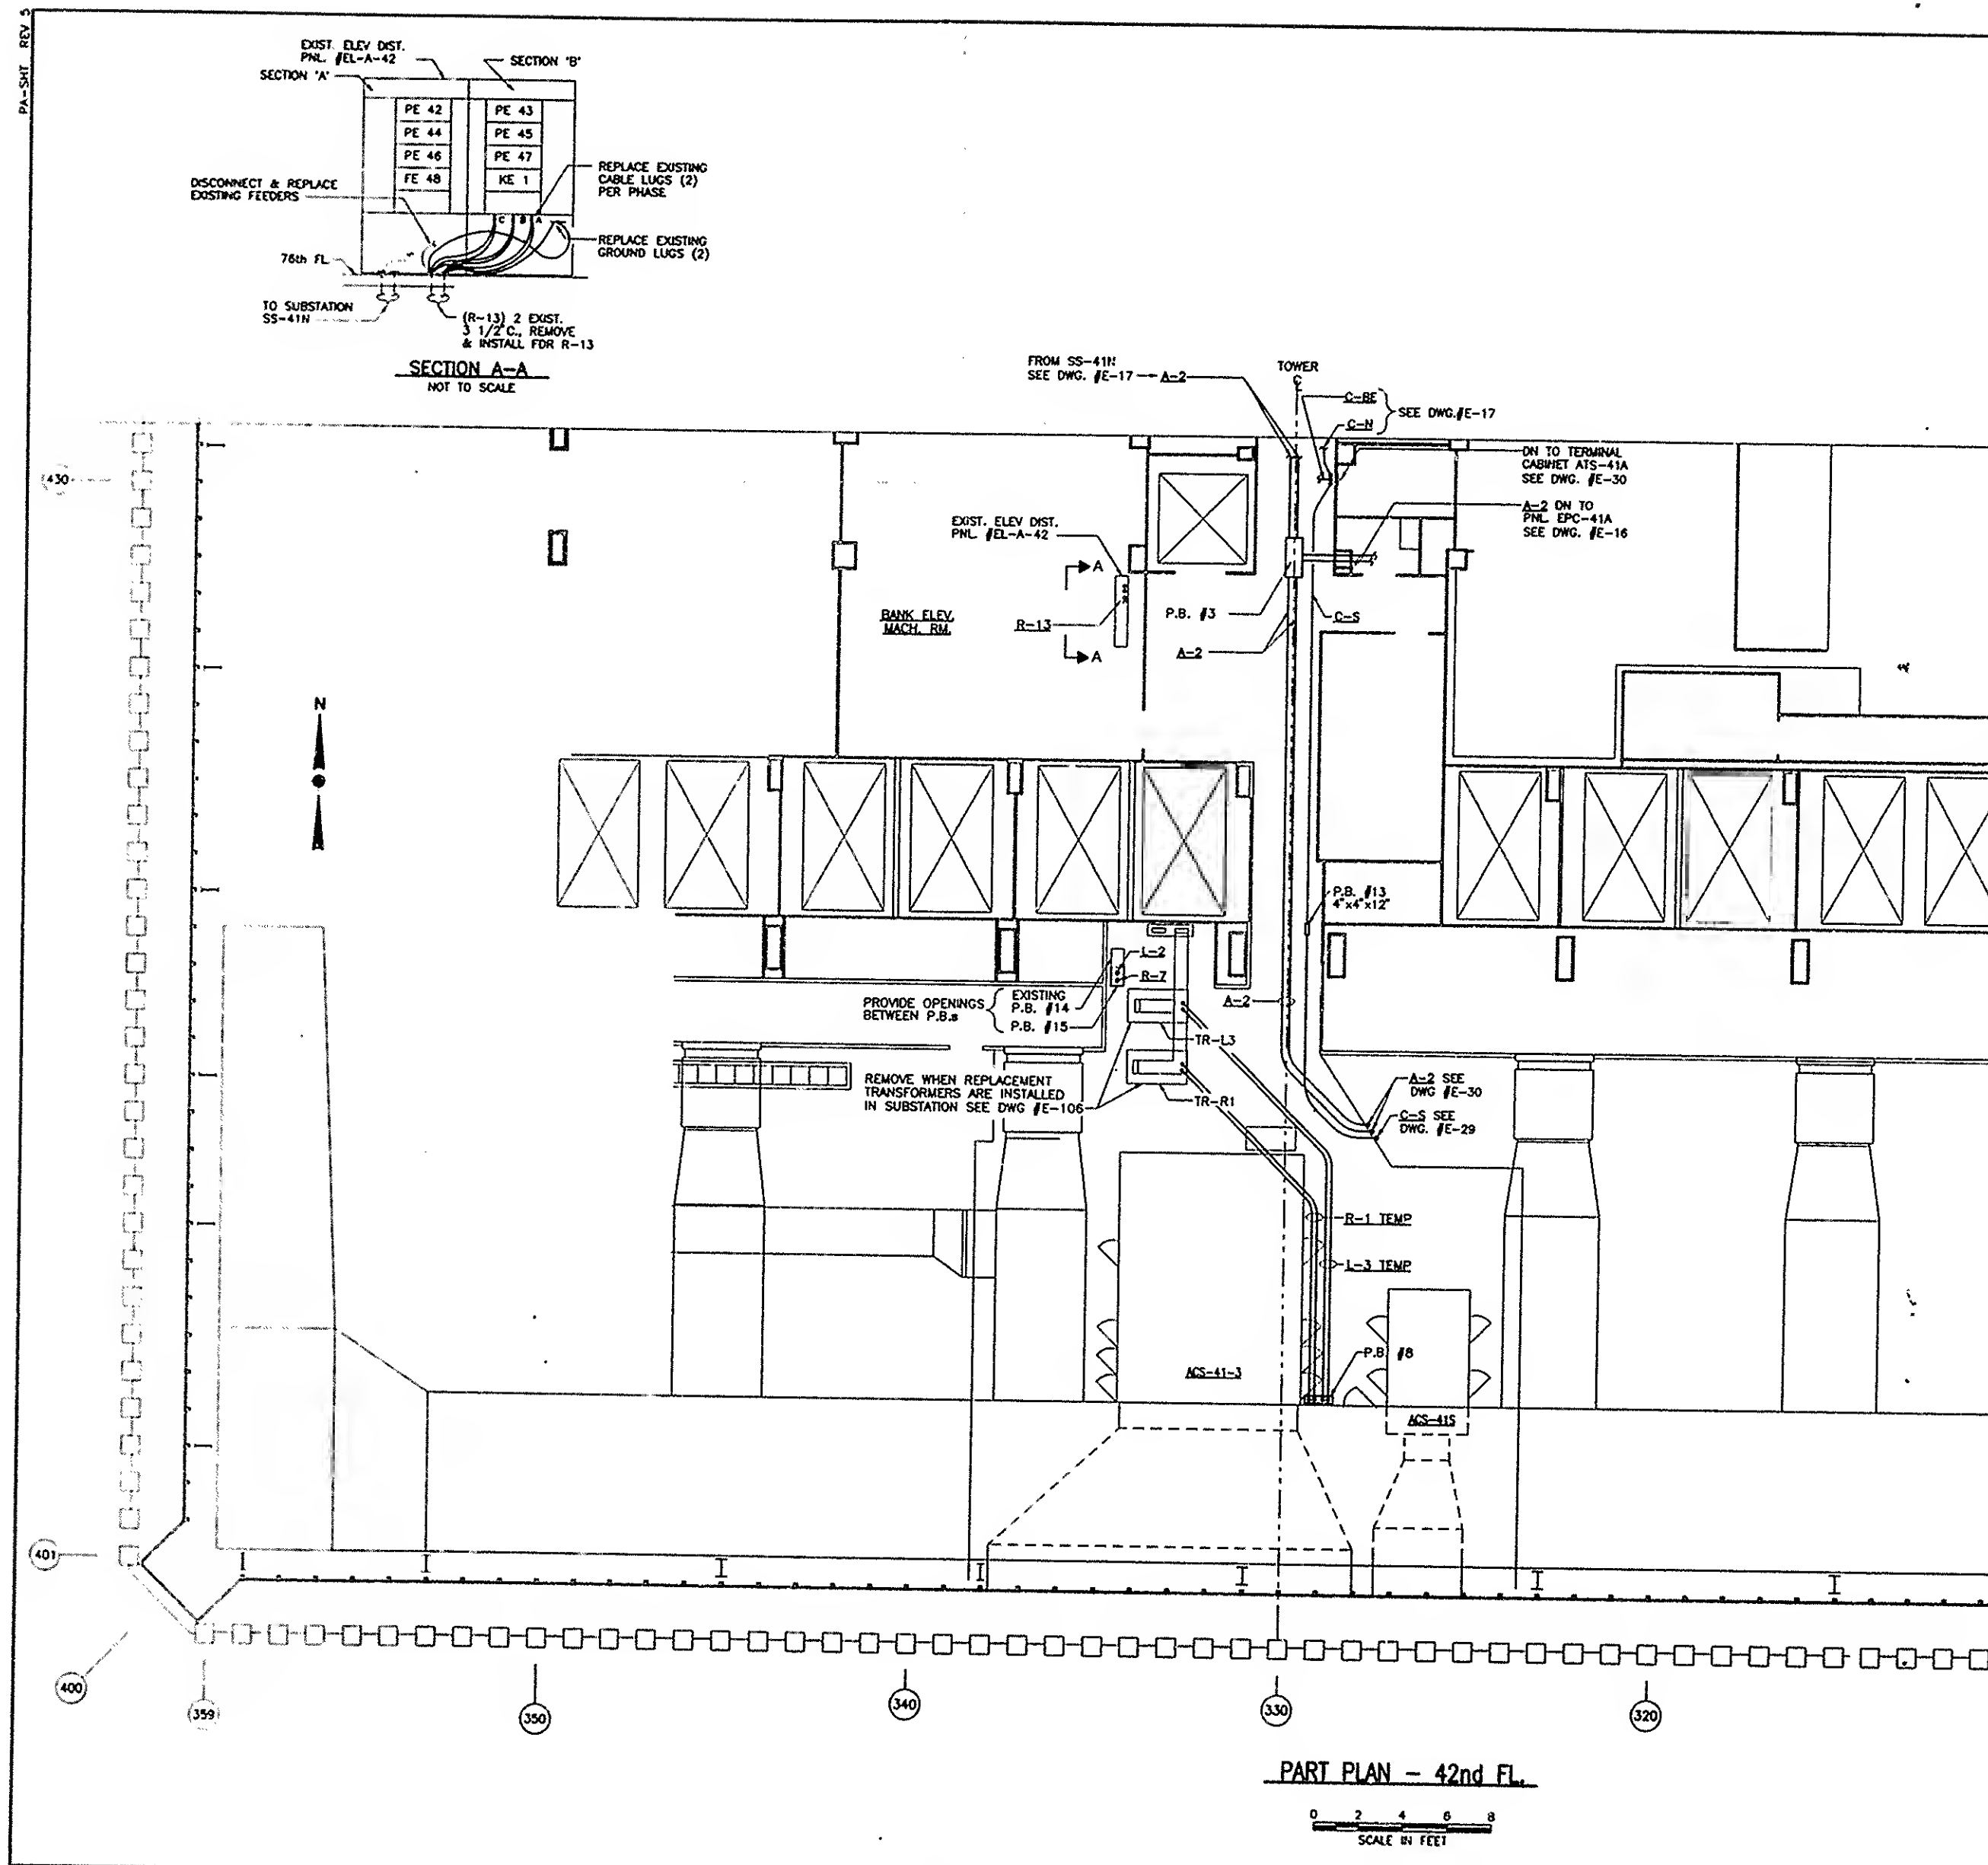 PA-SHT REV 5
EXIST. ELEV DIST.
PNL. #EL-A-42
SECTION 'A'
SECTION 'B'
PE 42
PE 43
PE 44
PE 45
PE 46
PE 47
FE 48
KE 1
REPLACE EXISTING
CABLE LUGS (2)
PER PHASE
DISCONNECT & REPLACE
EXISTING FEEDERS
C B A
REPLACE EXISTING
GROUND LUGS (2)
76th FL
TO SUBSTATION
SS-41N
(R-13) 2 EXIST.
3 1/2"C., REMOVE
& INSTALL FOR R-13
SECTION A-A
NOT TO SCALE
FROM SS-41N
SEE DWG. #E-17
A-2
TOWER
C-BE
C-N
SEE DWG.#E-17
DN TO TERMINAL
CABINET ATS-41A
SEE DWG. #E-30
A-2 DN TO
PNL. EPC-41A
SEE DWG. #E-16
430
EXIST. ELEV DIST.
PNL. #EL-A-42
A
BANK ELEV.
MACH. RM.
R-13
A
P.B. #3
C-S
A-2
N
P.B. #13
4"x4"x12"
L-2
R-7
PROVIDE OPENINGS
BETWEEN P.B.s
EXISTING
P.B. #14
P.B. #15
A-2
TR-L3
REMOVE WHEN REPLACEMENT
TRANSFORMERS ARE INSTALLED
IN SUBSTATION SEE DWG #E-106
TR-R1
A-2 SEE
DWG #E-30
C-S SEE
DWG. #E-29
R-1 TEMP
L-3 TEMP
P.B. #8
ACS-41-3
ACS-41S
401
400
359
350
340
330
320
PART PLAN - 42nd FL.
0 2 4 6 8
SCALE IN FEET